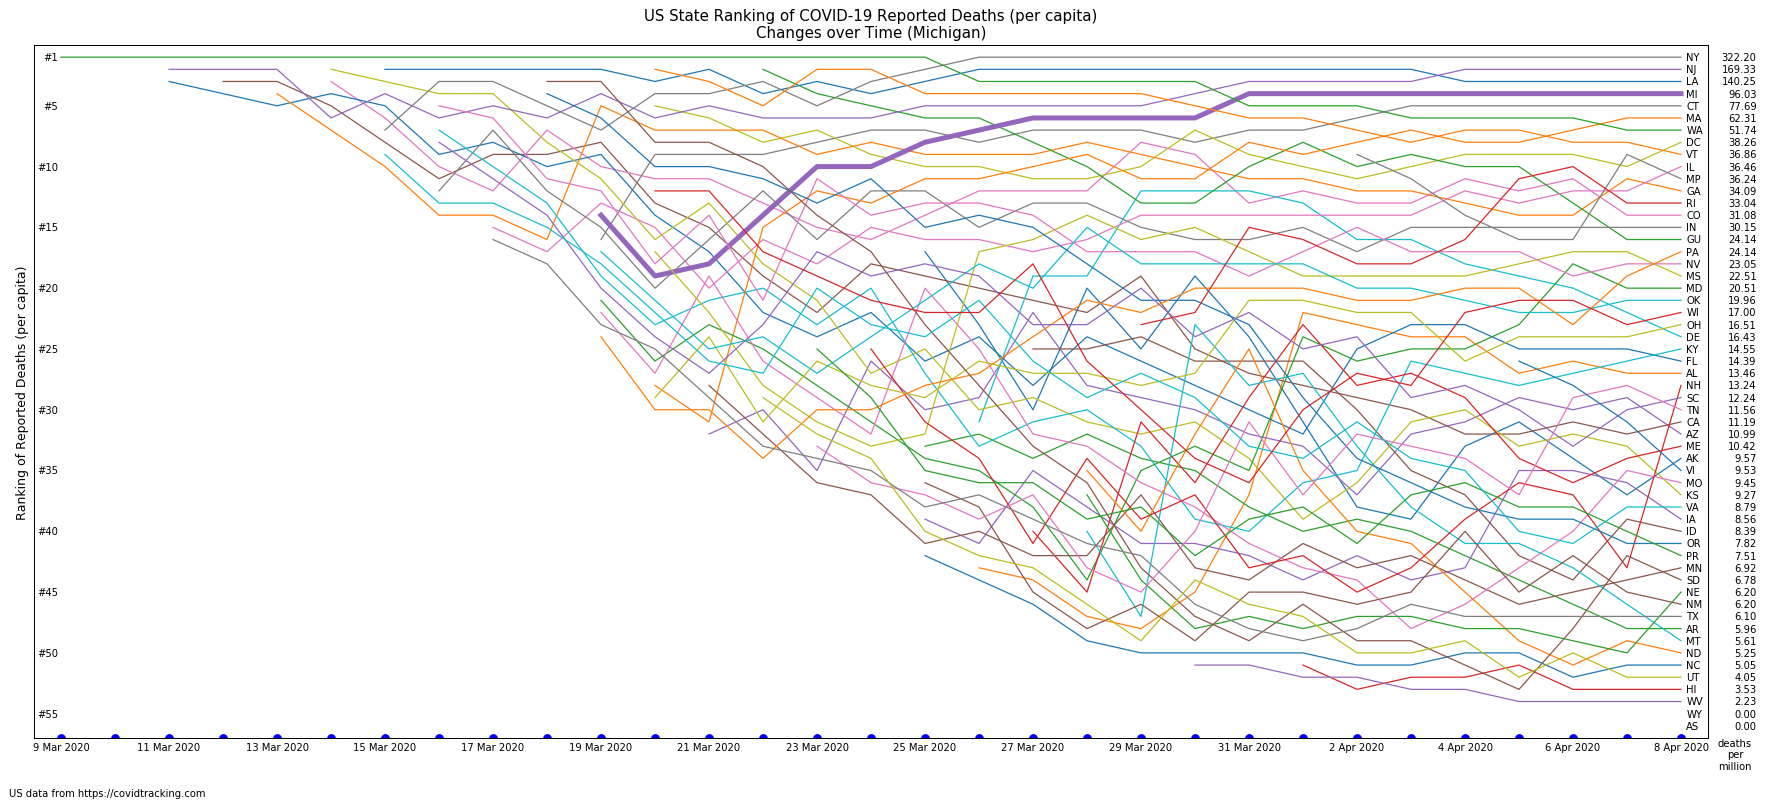 US State Ranking of COVID-19 Reported Deaths (per capita)
Changes over Time (Michigan)
Ranking of Reported Deaths (per capita)
#1
#5
#10
#15
#20
#25
#30
#35
#40
#45
#50
#55
NY 322.20
NJ 169.33
LA 140.25
MI 96.03
CT 77.69
MA 62.31
WA 51.74
DC 38.26
VT 36.86
IL 36.46
MP 36.24
GA 34.09
RI 33.04
CO 31.08
IN 30.15
GU 24.14
PA 24.14
NV 23.05
MS 22.51
MD 20.51
OK 19.96
WI 17.00
OH 16.51
DE 16.43
KY 14.55
FL 14.39
AL 13.46
NH 13.24
SC 12.24
TN 11.56
CA 11.19
AZ 10.99
ME 10.42
AK 9.57
VI 9.53
MO 9.45
KS 9.27
VA 8.79
IA 8.56
ID 8.39
OR 7.82
PR 7.51
MN 6.92
SD 6.78
NE 6.20
NM 6.20
TX 6.10
AR 5.96
MT 5.61
ND 5.25
NC 5.05
UT 4.05
HI 3.53
WV 2.23
WY 0.00
AS 0.00
9 Mar 2020 11 Mar 2020 13 Mar 2020 15 Mar 2020 17 Mar 2020 19 Mar 2020 21 Mar 2020 23 Mar 2020 25 Mar 2020 27 Mar 2020 29 Mar 2020 31 Mar 2020 2 Apr 2020 4 Apr 2020 6 Apr 2020 8 Apr 2020
deaths
per
million
US data from https://covidtracking.com